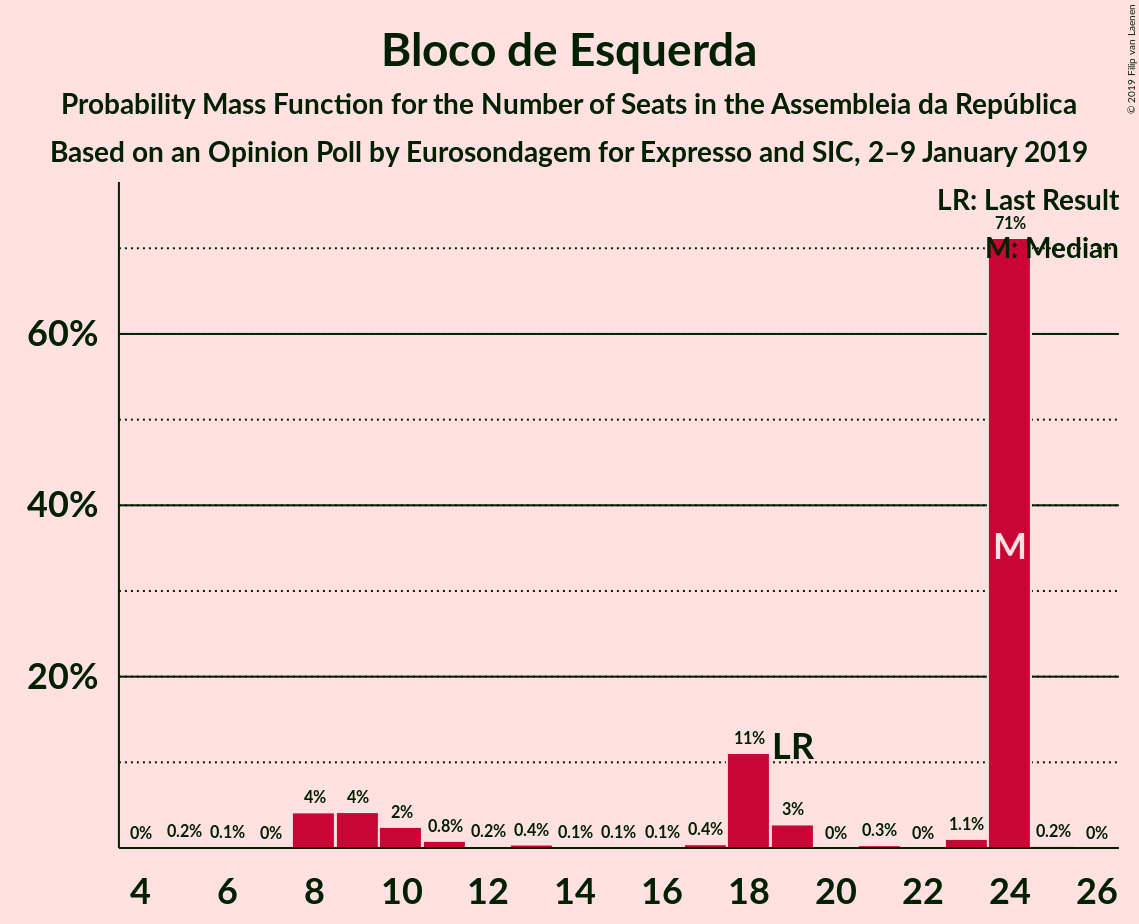 Bloco de Esquerda
Probability Mass Function for the Number of Seats in the Assembleia da República
Based on an Opinion Poll by Eurosondagem for Expresso and SIC, 2–9 January 2019
© 2019 Filip van Laenen
LR: Last Result
M: Median
60%
40%
20%
0% 0.2% 0.1% 0% 4% 4% 2% 0.8% 0.2% 0.4% 0.1% 0.1% 0.1% 0.4% 11% 3% 0% 0.3% 0% 1.1% 71% 0.2% 0%
LR
M
4 6 8 10 12 14 16 18 20 22 24 26